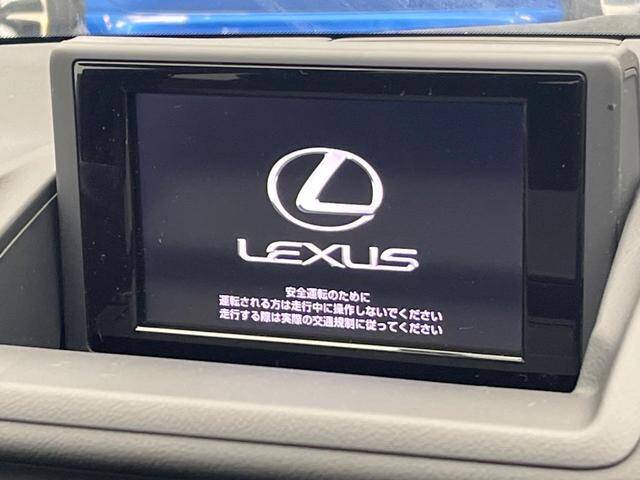 LEXUS
安全運転のために
運転される方は走行中に操作しないでください
走行する際は実際の交通規制に従ってください